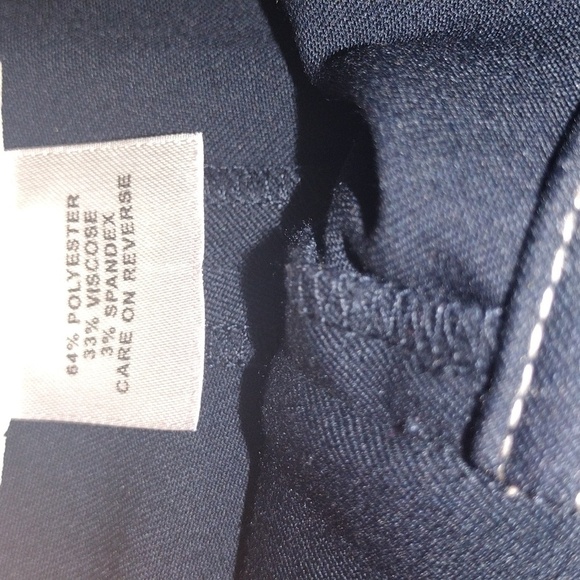 64% POLYESTER
33% VISCOSE
3% SPANDEX
CARE ON REVERSE